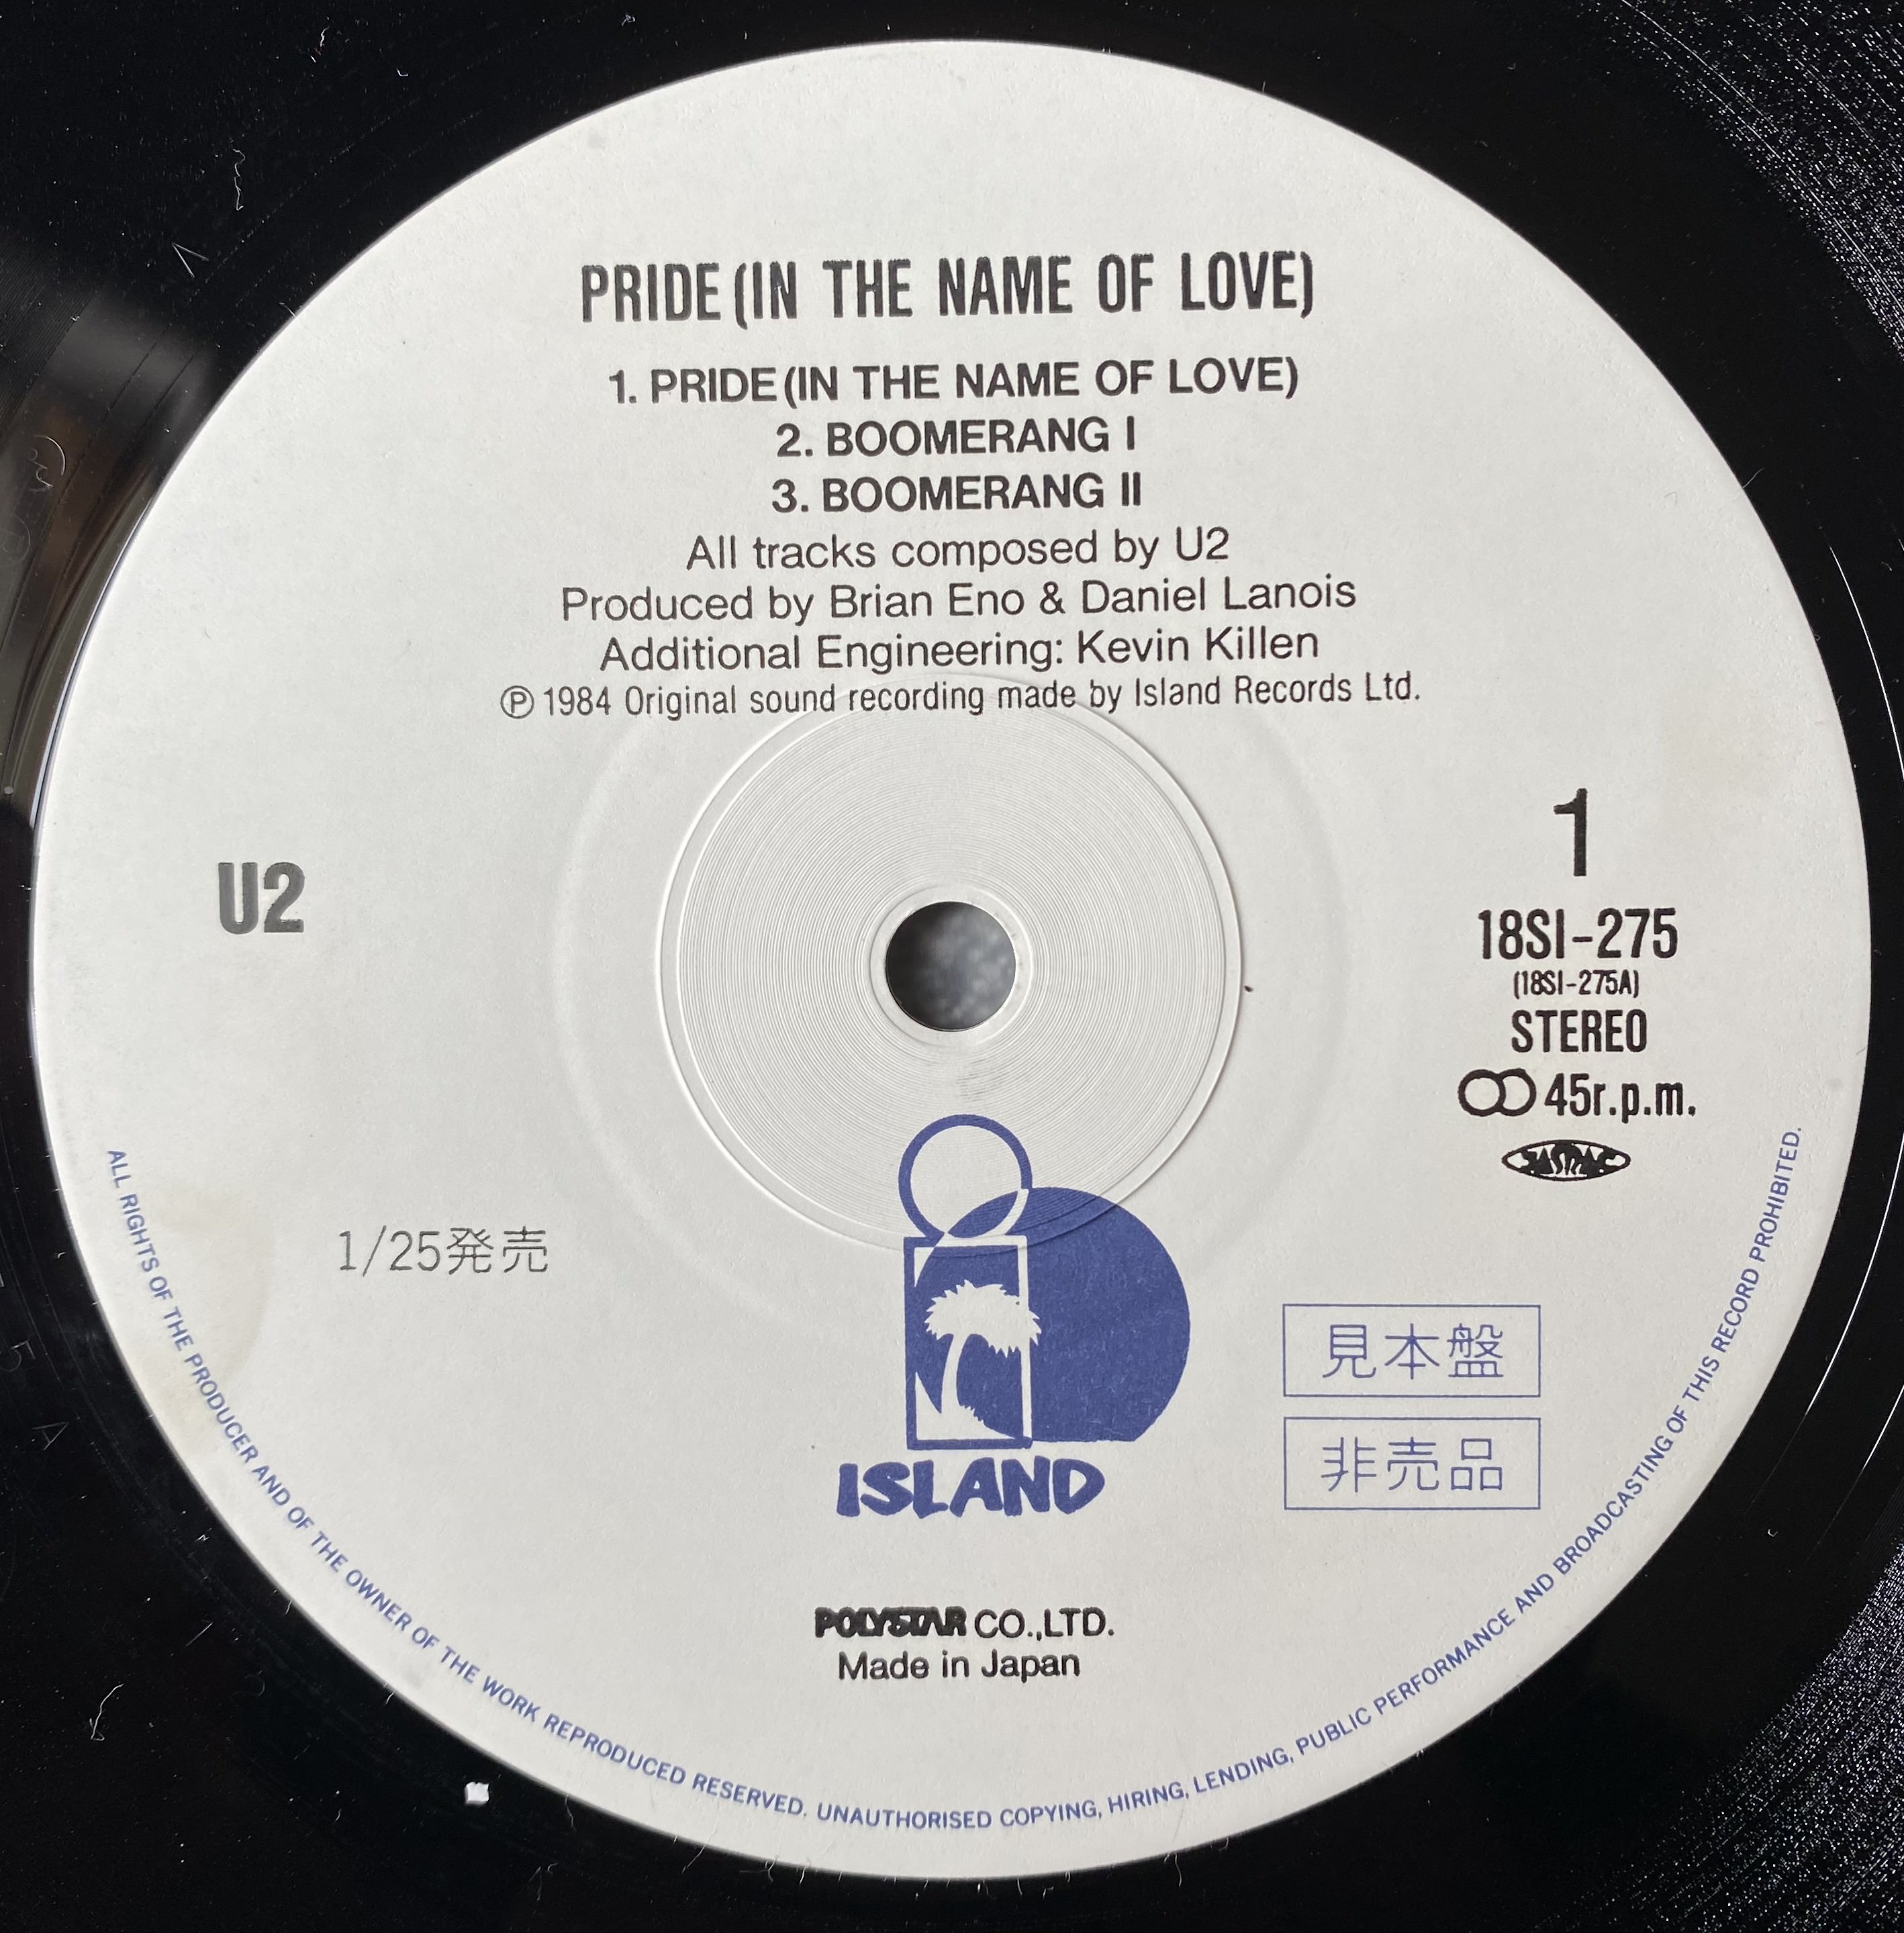 PRIDE (IN THE NAME OF LOVE)
1. PRIDE (IN THE NAME OF LOVE)
2. BOOMERANG I
3. BOOMERANG II
All tracks composed by U2
Produced by Brian Eno & Daniel Lanois
Additional Engineering: Kevin Killen
Ⓟ 1984 Original sound recording made by Island Records Ltd.
U2
1
18SI-275
(18SI-275A)
STEREO
45r.p.m.
JASRAC
1/25発売
見本盤
非売品
ISLAND
POLYSTAR CO.,LTD.
Made in Japan
ALL RIGHTS OF THE PRODUCER AND OF THE OWNER OF THE WORK REPRODUCED RESERVED. UNAUTHORISED COPYING, HIRING, LENDING, PUBLIC PERFORMANCE AND BROADCASTING OF THIS RECORD PROHIBITED.